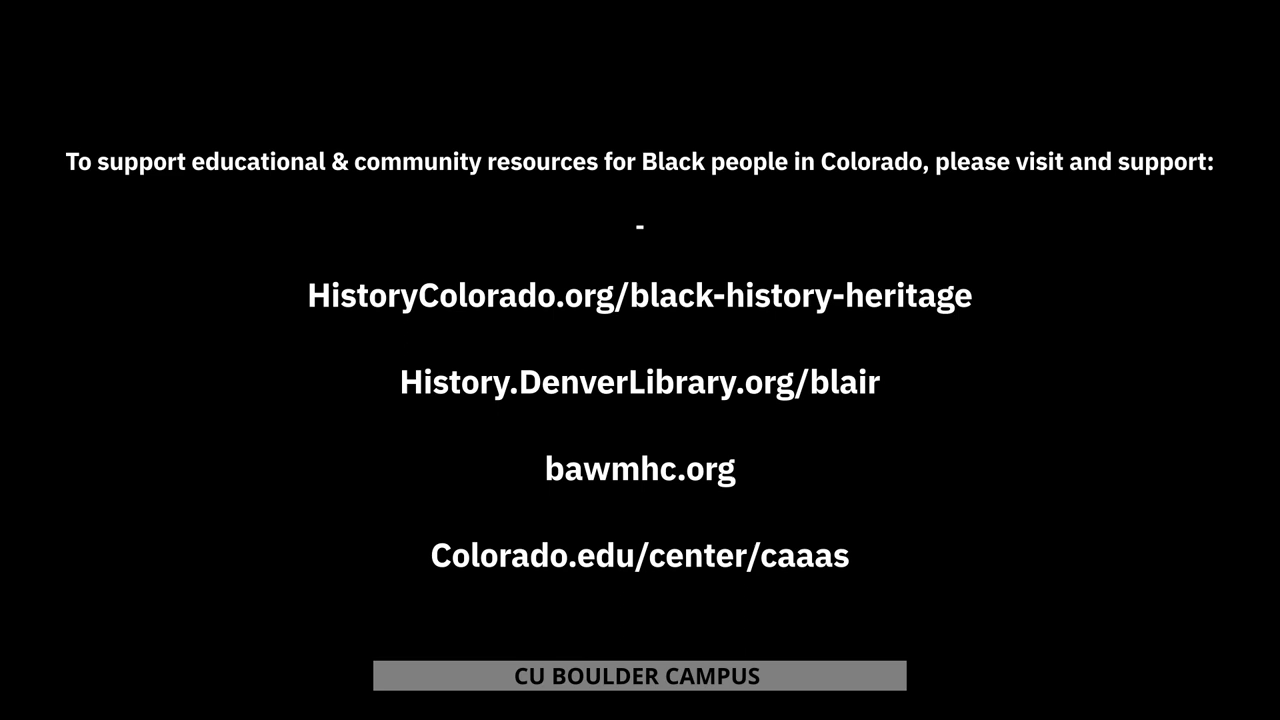 To support educational & community resources for Black people in Colorado, please visit and support:
-
HistoryColorado.org/black-history-heritage
History.DenverLibrary.org/blair
bawmhc.org
Colorado.edu/center/caaas
CU BOULDER CAMPUS